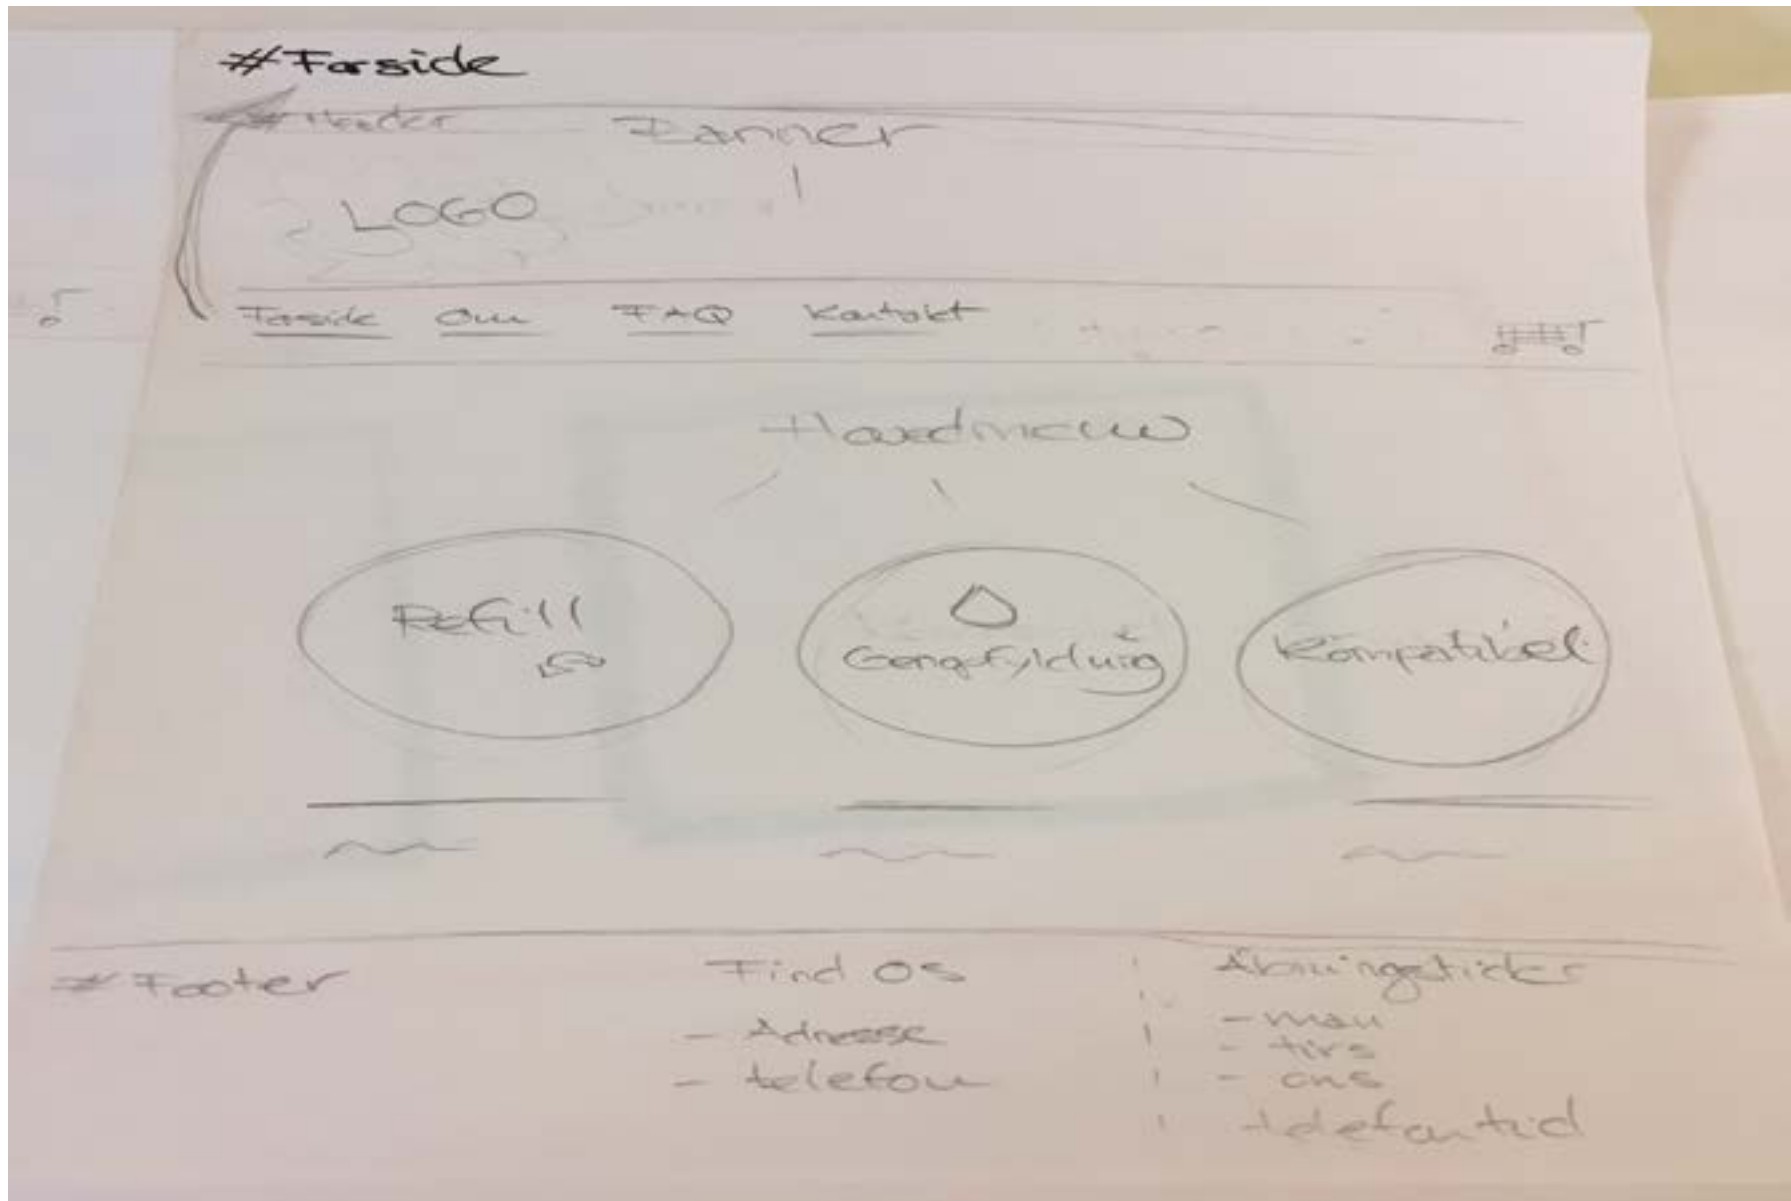 #Forside
#Header Banner
LOGO
Forside Om FAQ Kontakt
Hovedmenu
Refill Genopfyldning Kompatibel
#Footer Find os Åbningstider
- Adresse - man
- telefon - tirs
- ons
telefontid